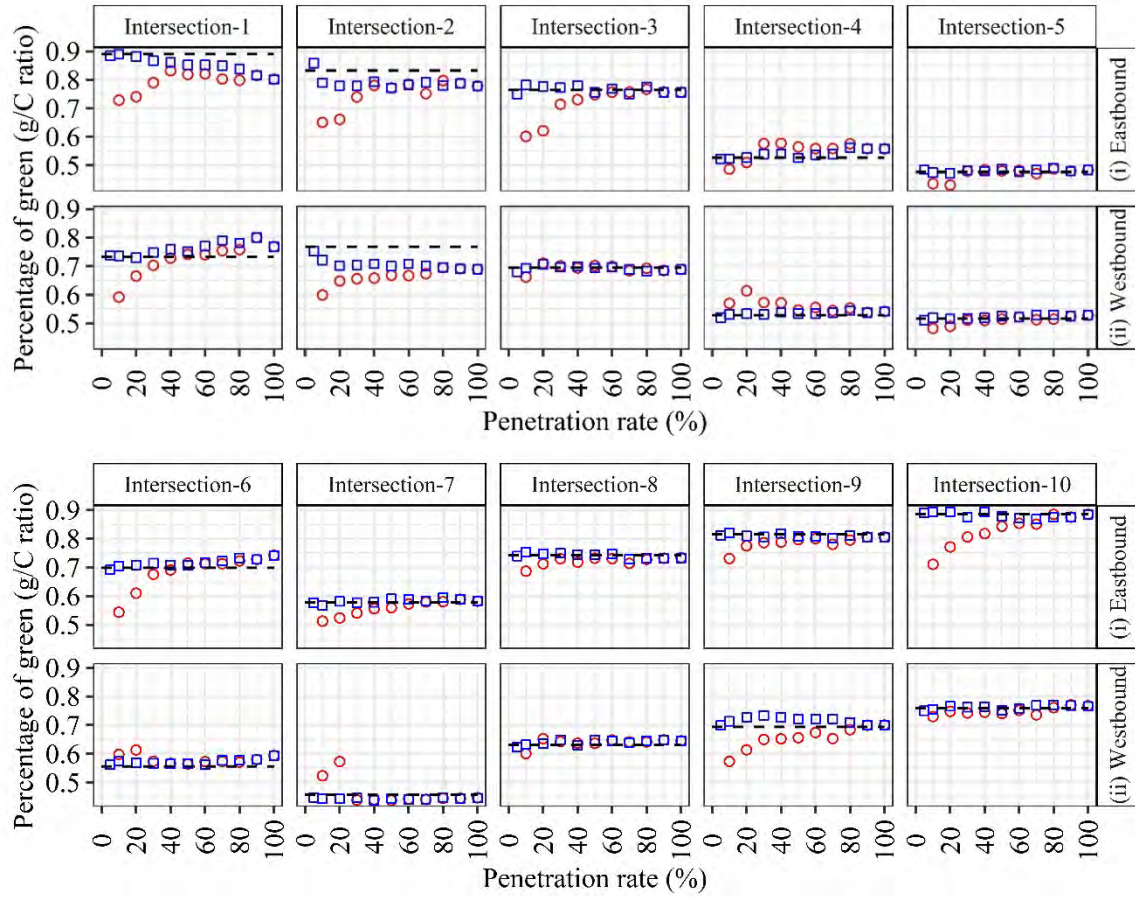 Intersection-1 Intersection-2 Intersection-3 Intersection-4 Intersection-5
Percentage of green (g/C ratio)
0.9
0.8
0.7
0.6
0.5
(i) Eastbound
0.9
0.8
0.7
0.6
0.5
(ii) Westbound
0 20 40 60 80 100 0 20 40 60 80 100 0 20 40 60 80 100 0 20 40 60 80 100 0 20 40 60 80 100
Penetration rate (%)
Intersection-6 Intersection-7 Intersection-8 Intersection-9 Intersection-10
Percentage of green (g/C ratio)
0.9
0.8
0.7
0.6
0.5
(i) Eastbound
0.9
0.8
0.7
0.6
0.5
(ii) Westbound
0 20 40 60 80 100 0 20 40 60 80 100 0 20 40 60 80 100 0 20 40 60 80 100 0 20 40 60 80 100
Penetration rate (%)